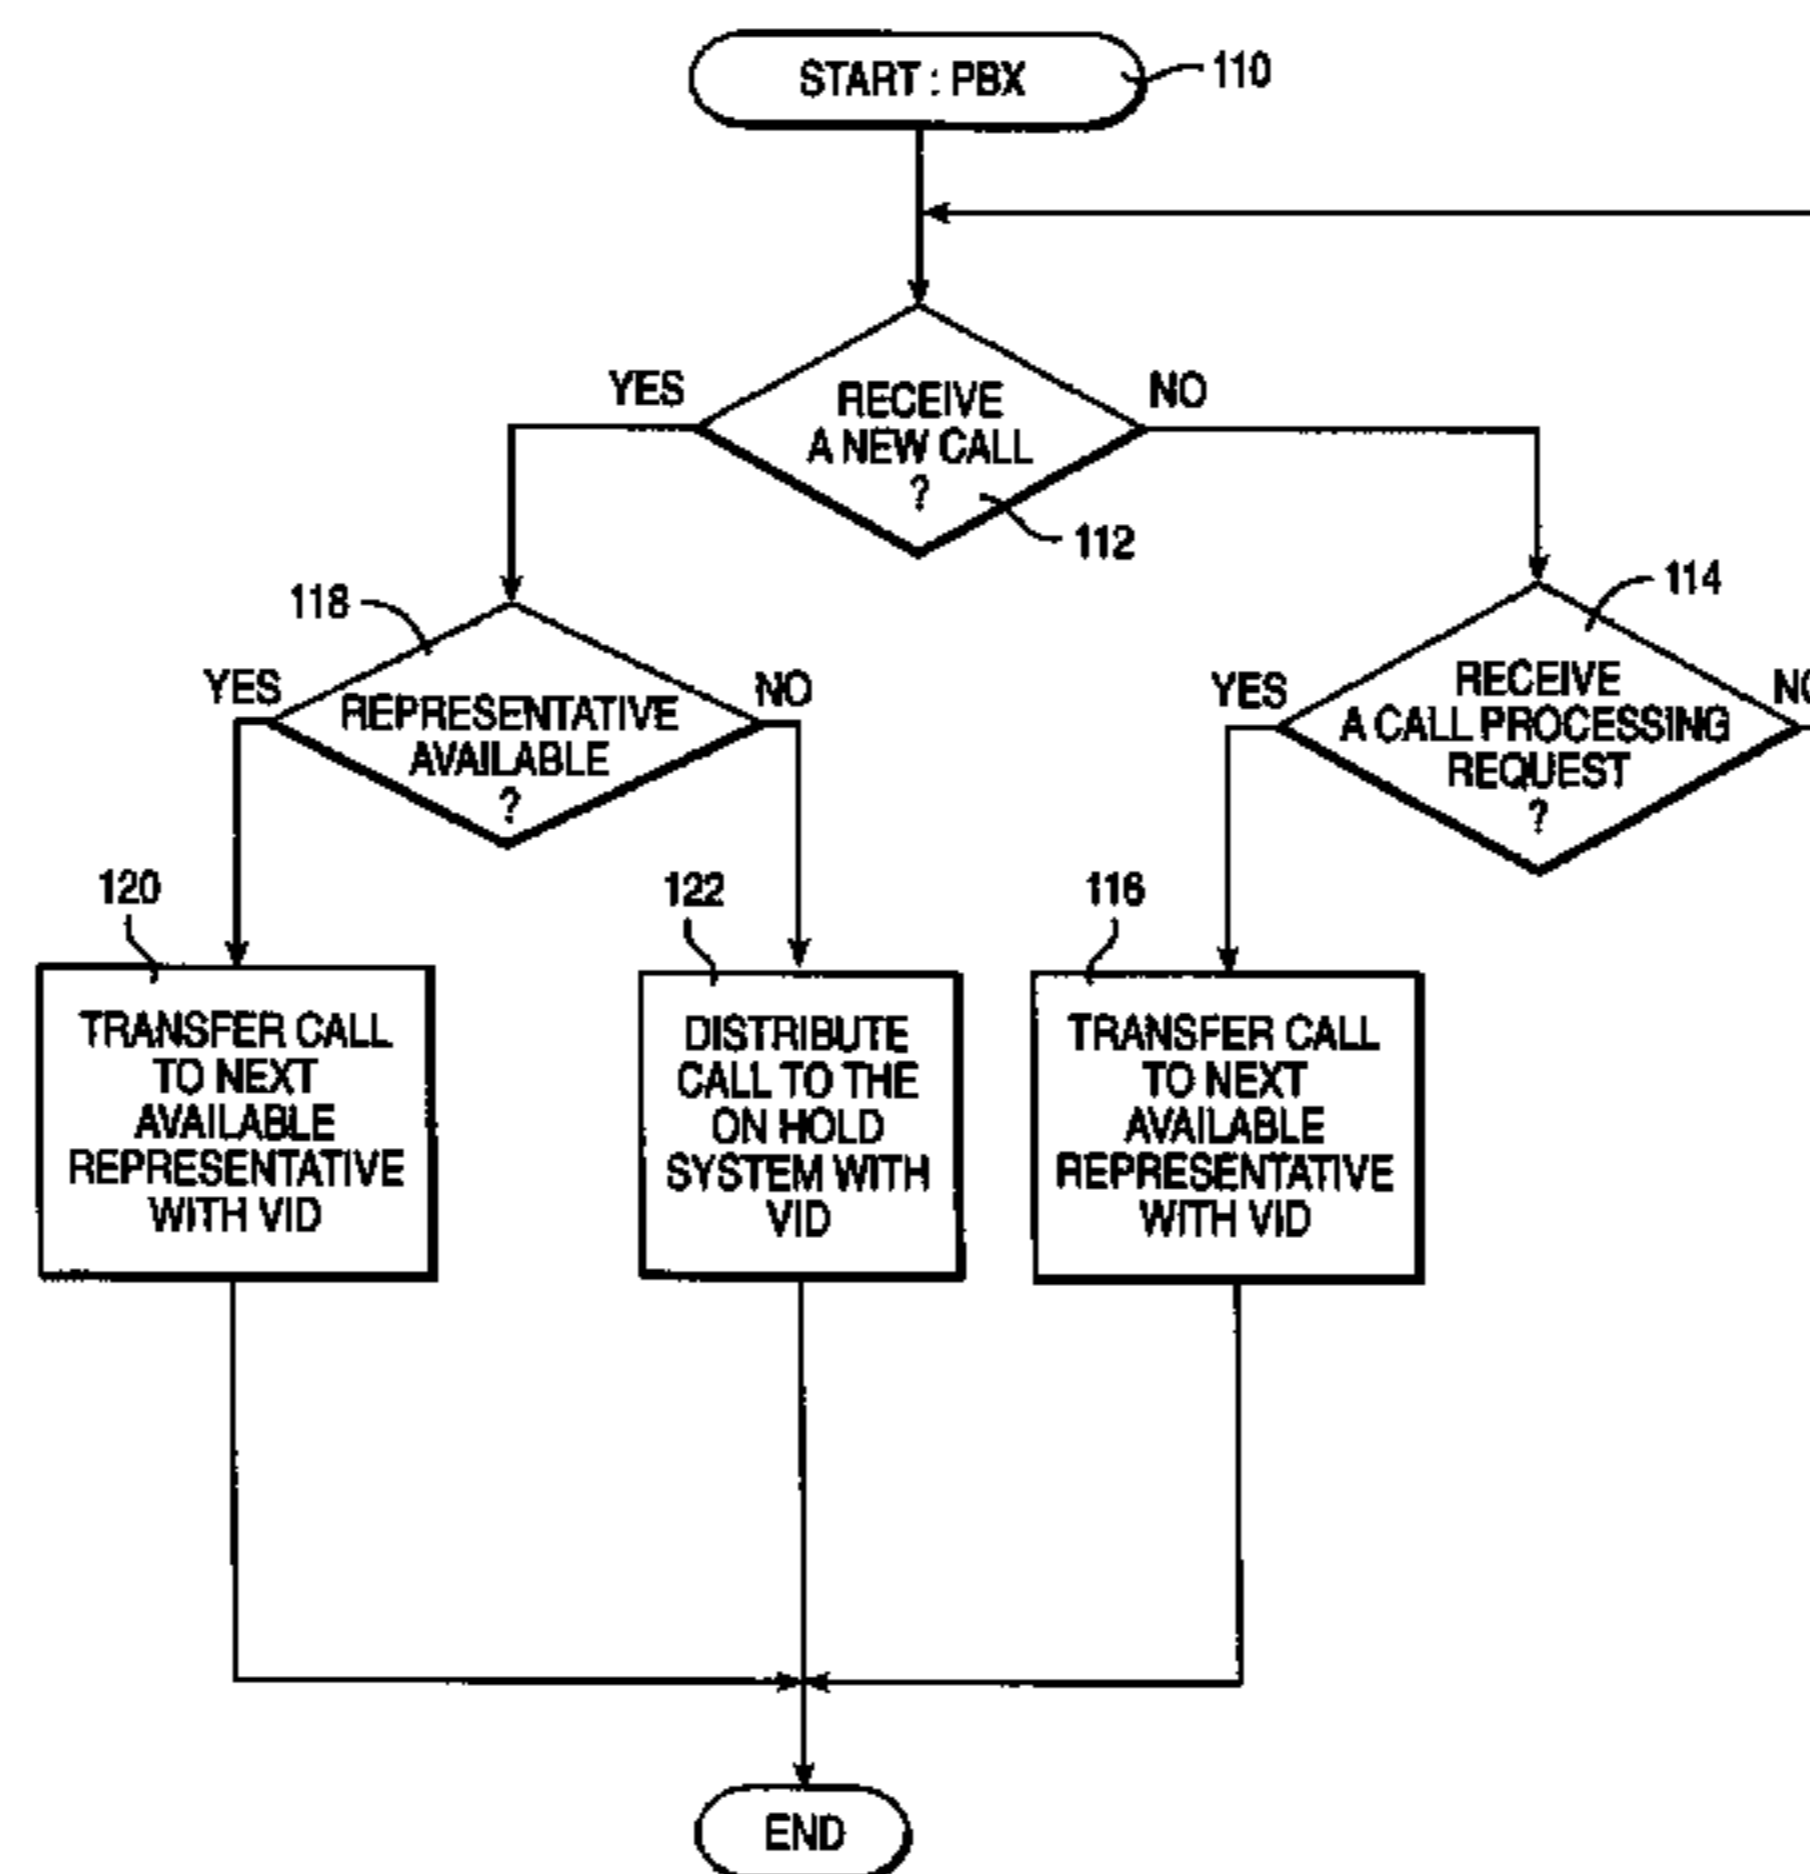 START : PBX
110
YES
NO
RECEIVE
A NEW CALL
?
112
118
114
YES
NO
REPRESENTATIVE
AVAILABLE
?
YES
NO
RECEIVE
A CALL PROCESSING
REQUEST
?
120
122
116
TRANSFER CALL
TO NEXT
AVAILABLE
REPRESENTATIVE
WITH VID
DISTRIBUTE
CALL TO THE
ON HOLD
SYSTEM WITH
VID
TRANSFER CALL
TO NEXT
AVAILABLE
REPRESENTATIVE
WITH VID
END